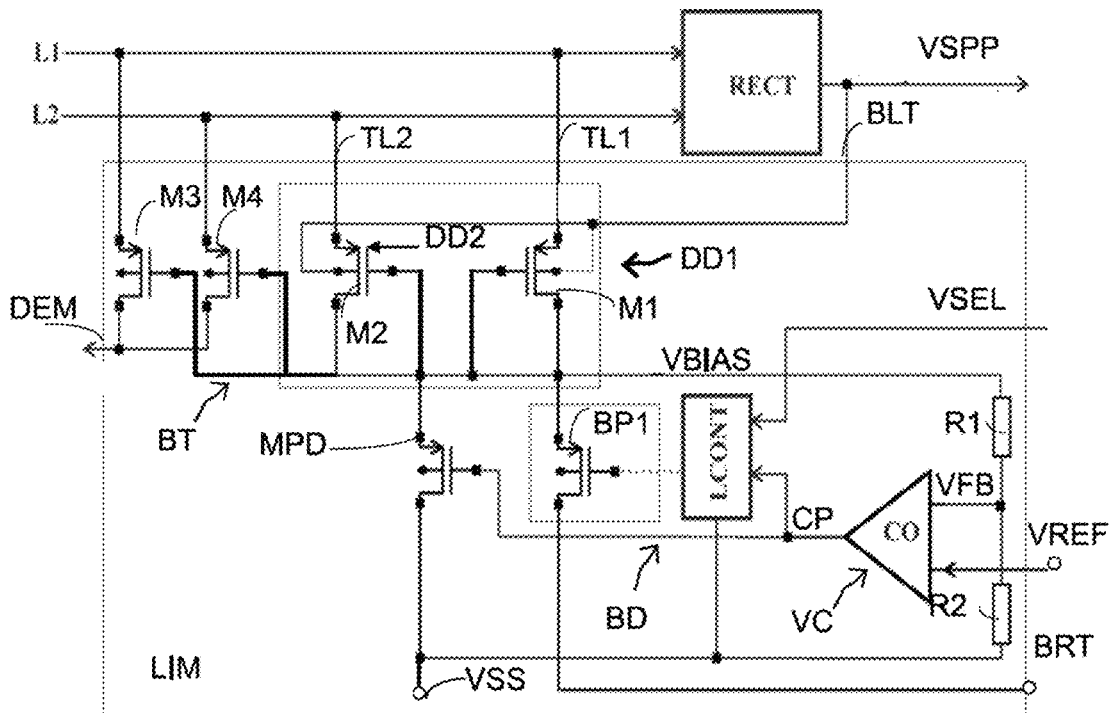 L1
VSPP
RECT
L2
TL2
TL1
BLT
M3
M4
DD2
DD1
DEM
M2
M1
VSEL
VBIAS
BT
MPD
BP1
LCONT
R1
VFB
CP
CO
VREF
BD
VC
R2
BRT
LIM
VSS